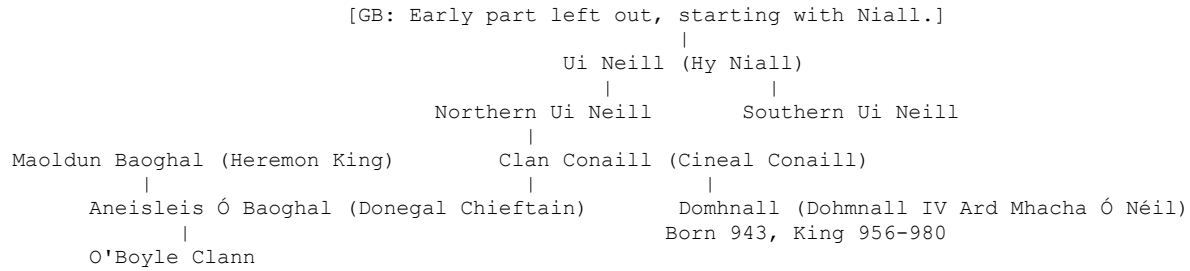 [GB: Early part left out, starting with Niall.]
|
Ui Neill (Hy Niall)
| |
Northern Ui Neill Southern Ui Neill
|
Maoldun Baoghal (Heremon King) Clan Conaill (Cineal Conaill)
| | |
Aneisleis Ó Baoghal (Donegal Chieftain) Domhnall (Dohmnall IV Ard Mhacha Ó Néil)
| Born 943, King 956-980
O'Boyle Clann